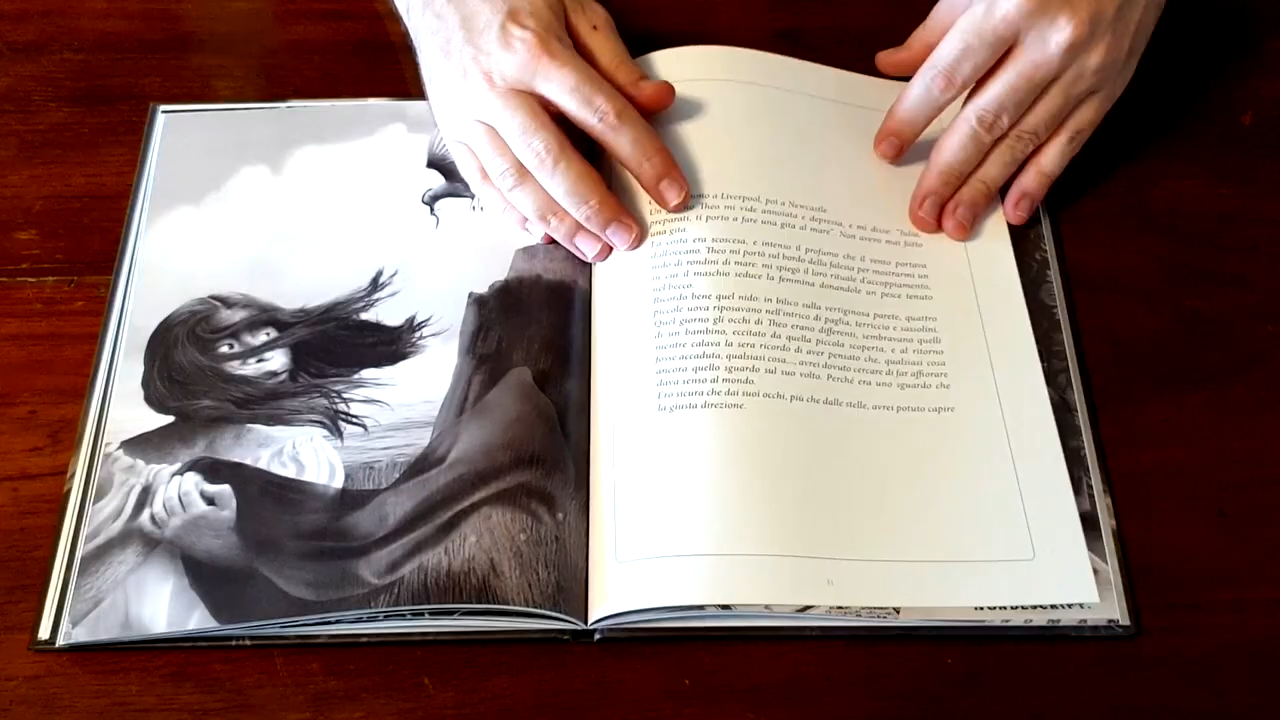 a Liverpool, poi a Newcastle.
Un giorno Theo mi vide annoiata e depressa, e mi disse: "Julia,
preparati, ti porto a fare una gita al mare". Non avevo mai fatto
una gita.
La costa era scoscesa, e intenso il profumo che il vento portava
dall'oceano. Theo mi portò sul bordo della falesia per mostrarmi un
nido di rondini di mare: mi spiegò il loro rituale d'accoppiamento,
in cui il maschio seduce la femmina donandole un pesce tenuto
nel becco.
Ricordo bene quel nido: in bilico sulla vertiginosa parete, quattro
piccole uova riposavano nell'intrico di paglia, terriccio e sassolini.
Quel giorno gli occhi di Theo erano differenti, sembravano quelli
di un bambino, eccitato da quella piccola scoperta, e al ritorno
mentre calava la sera ricordo di aver pensato che, qualsiasi cosa
fosse accaduta, qualsiasi cosa..., avrei dovuto cercare di far affiorare
ancora quello sguardo sul suo volto. Perché era uno sguardo che
dava senso al mondo.
Ero sicura che dai suoi occhi, più che dalle stelle, avrei potuto capire
la giusta direzione.
NONDESCRIPT.
WOMAN